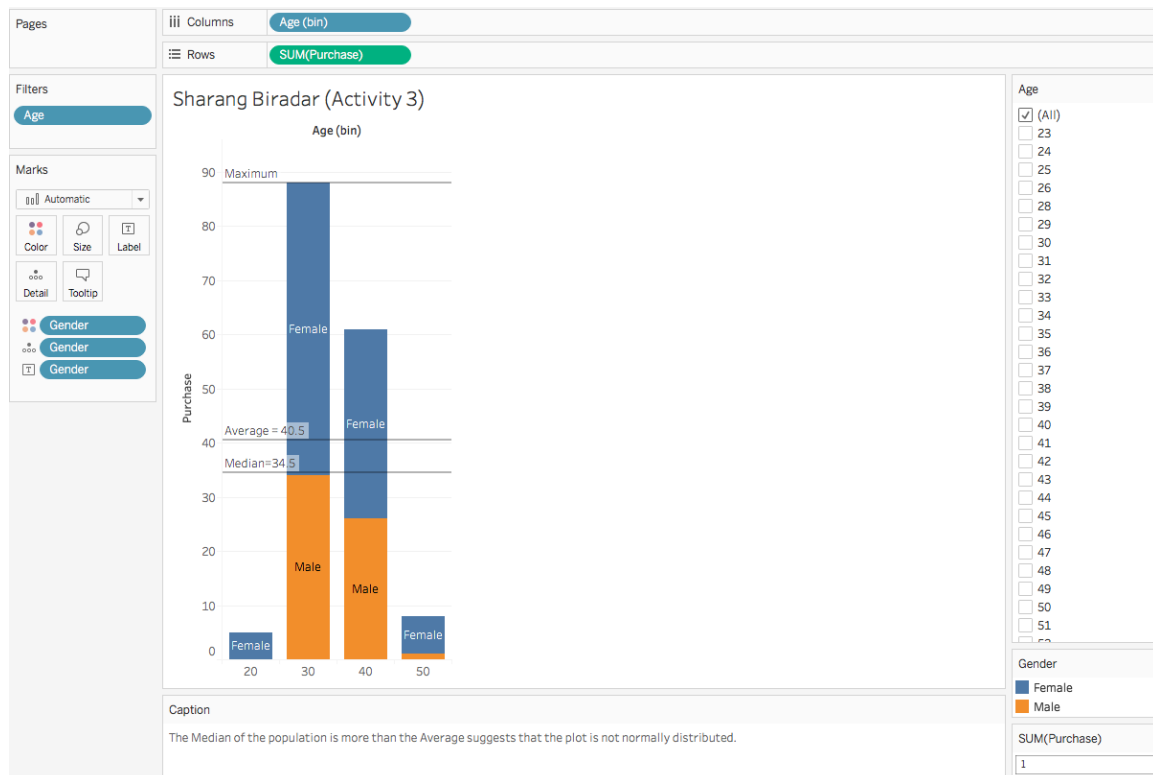 Pages
Columns
Age (bin)
Rows
SUM(Purchase)
Filters
Age
Marks
Automatic
Color
Size
Label
Detail
Tooltip
Gender
Gender
Gender
Sharang Biradar (Activity 3)
Age (bin)
Purchase
90
80
70
60
50
40
30
20
10
0
Maximum
Average = 40.5
Median=34.5
Female
Male
Female
Male
Female
Female
20
30
40
50
Caption
The Median of the population is more than the Average suggests that the plot is not normally distributed.
Age
(All)
23
24
25
26
28
29
30
31
32
33
34
35
36
37
38
39
40
41
42
43
44
45
46
47
48
49
50
51
Gender
Female
Male
SUM(Purchase)
1